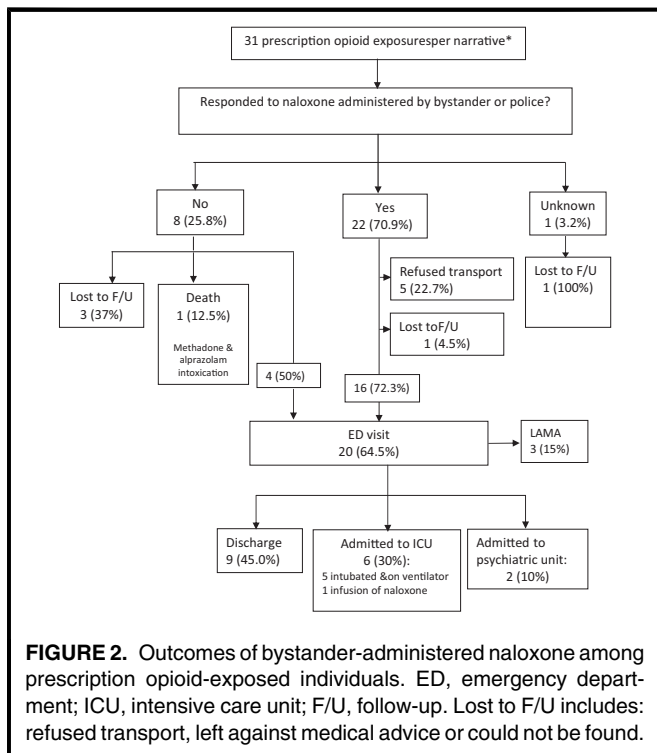 31 prescription opioid exposuresper narrative*
Responded to naloxone administered by bystander or police?
No
8 (25.8%)
Yes
22 (70.9%)
Unknown
1 (3.2%)
Lost to F/U
3 (37%)
Death
1 (12.5%)
Methadone &
alprazolam
intoxication
4 (50%)
Refused transport
5 (22.7%)
Lost toF/U
1 (4.5%)
16 (72.3%)
Lost to F/U
1 (100%)
ED visit
20 (64.5%)
LAMA
3 (15%)
Discharge
9 (45.0%)
Admitted to ICU
6 (30%):
5 intubated &on ventilator
1 infusion of naloxone
Admitted to
psychiatric unit:
2 (10%)
FIGURE 2. Outcomes of bystander-administered naloxone among
prescription opioid-exposed individuals. ED, emergency depart-
ment; ICU, intensive care unit; F/U, follow-up. Lost to F/U includes:
refused transport, left against medical advice or could not be found.